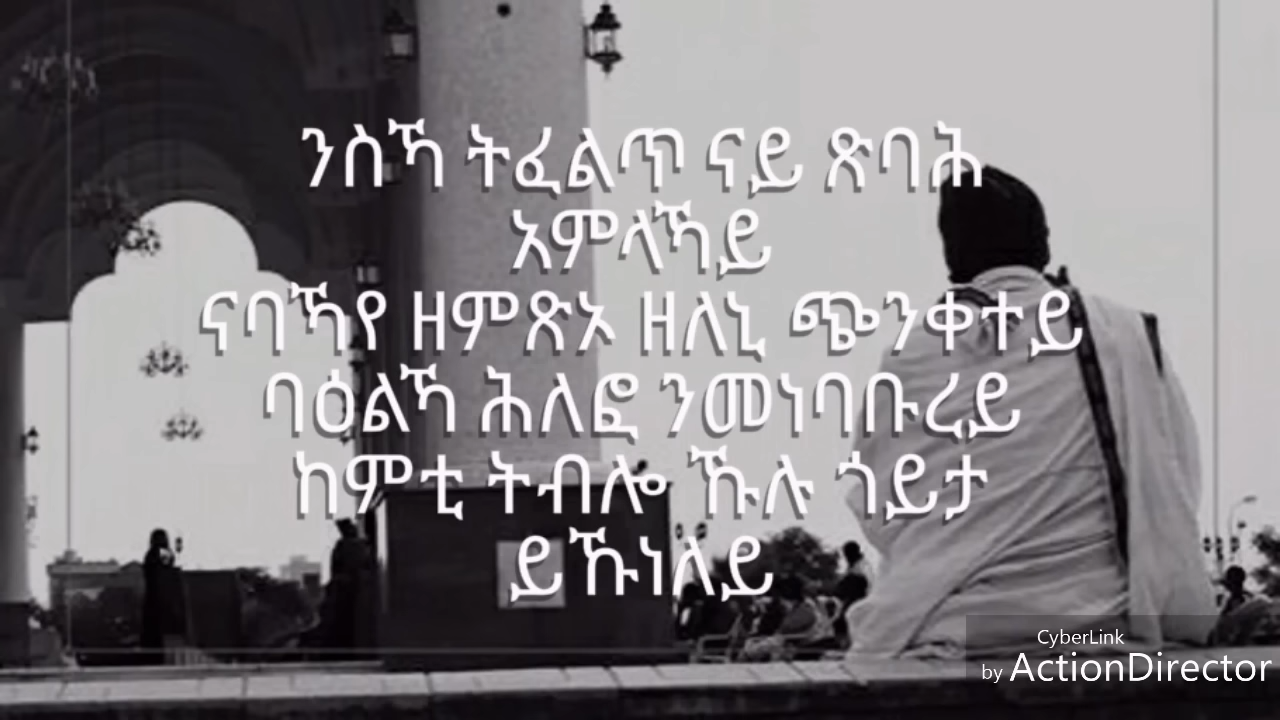 ንስኻ ትፈልጥ ናይ ጽባሕ
አምላኻይ
ናባኻየ ዘምጽኦ ዘለኒ ጭንቀተይ
ባዕልኻ ሕለፎ ንመነባቡረይ
ከምቲ ትብሎ ኹሉ ጎይታ
ይኹነለይ
CyberLink
by ActionDirector